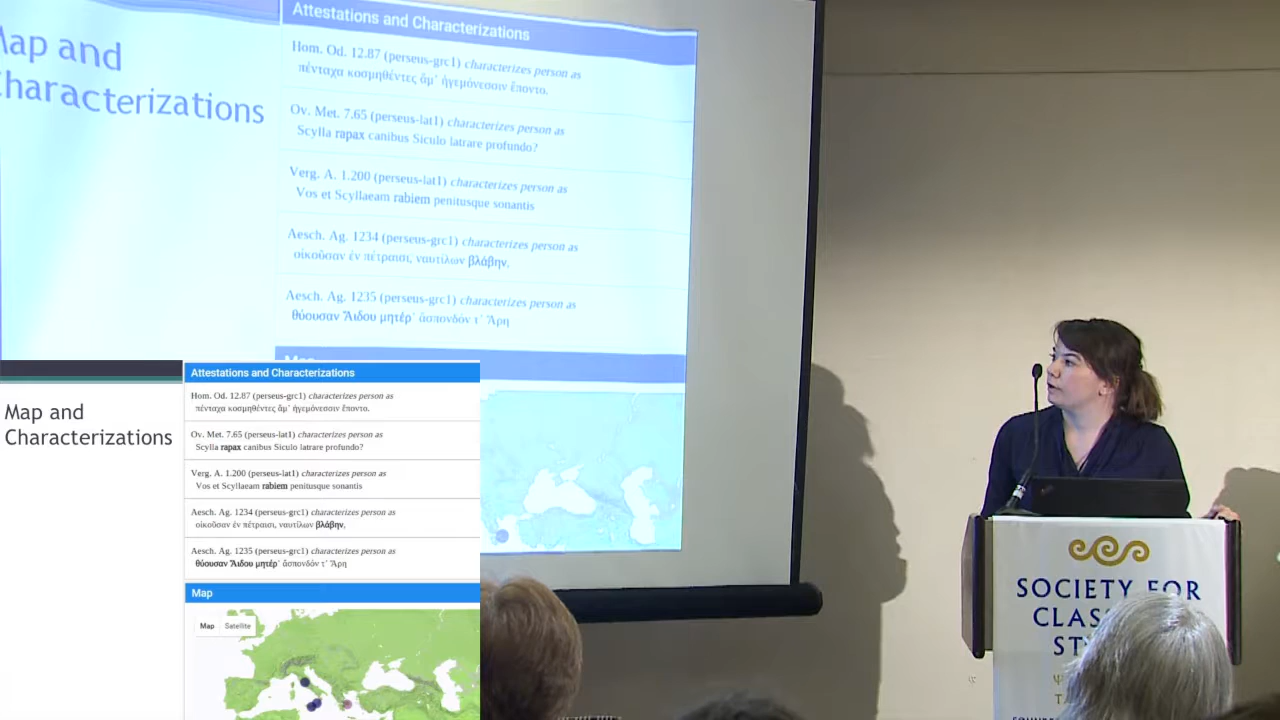 Map and
Characterizations
Attestations and Characterizations
Hom. Od. 12.87 (perseus-grc1) characterizes person as
πένταχα κοσμηθέντες ἅμ᾽ ἡγεμόνεσσιν ἕποντο.
Ov. Met. 7.65 (perseus-lat1) characterizes person as
Scylla rapax canibus Siculo latrare profundo?
Verg. A. 1.200 (perseus-lat1) characterizes person as
Vos et Scyllaeam rabiem penitusque sonantis
Aesch. Ag. 1234 (perseus-grc1) characterizes person as
οἰκοῦσαν ἐν πέτραισι, ναυτίλων βλάβην,
Aesch. Ag. 1235 (perseus-grc1) characterizes person as
θύουσαν Ἅιδου μητέρ᾽ ἄσπονδόν τ᾽ Ἄρη
Map
Map and
Characterizations
Attestations and Characterizations
Hom. Od. 12.87 (perseus-grc1) characterizes person as
πένταχα κοσμηθέντες ἅμ᾽ ἡγεμόνεσσιν ἕποντο.
Ov. Met. 7.65 (perseus-lat1) characterizes person as
Scylla rapax canibus Siculo latrare profundo?
Verg. A. 1.200 (perseus-lat1) characterizes person as
Vos et Scyllaeam rabiem penitusque sonantis
Aesch. Ag. 1234 (perseus-grc1) characterizes person as
οἰκοῦσαν ἐν πέτραισι, ναυτίλων βλάβην,
Aesch. Ag. 1235 (perseus-grc1) characterizes person as
θύουσαν Ἅιδου μητέρ᾽ ἄσπονδόν τ᾽ Ἄρη
Map
Map Satellite
SOCIETY FOR